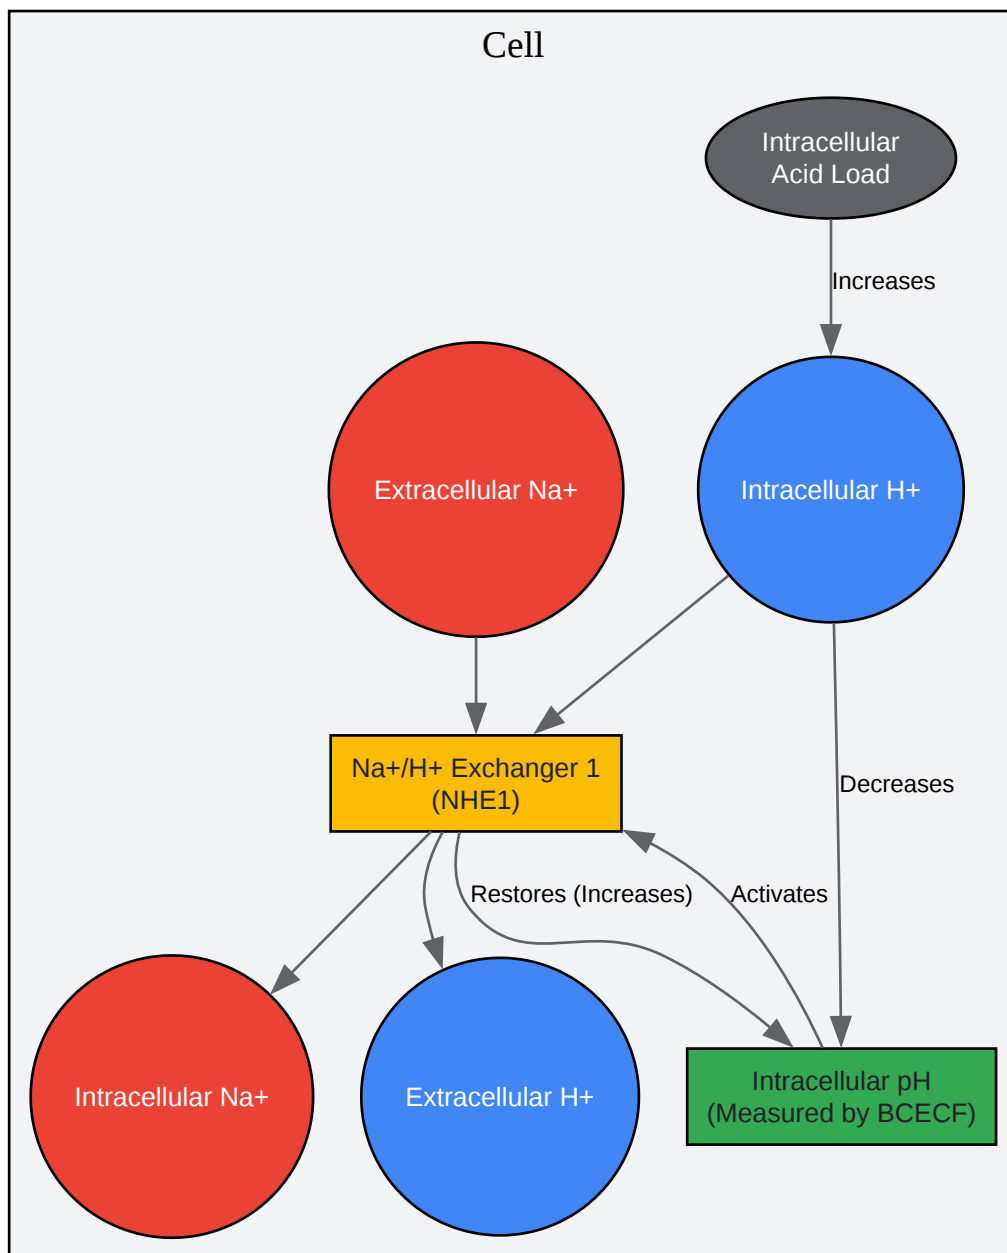 Cell
Intracellular
Acid Load
Increases
Extracellular Na+
Intracellular H+
Na+/H+ Exchanger 1
(NHE1)
Decreases
Restores (Increases)
Activates
Intracellular Na+
Extracellular H+
Intracellular pH
(Measured by BCECF)